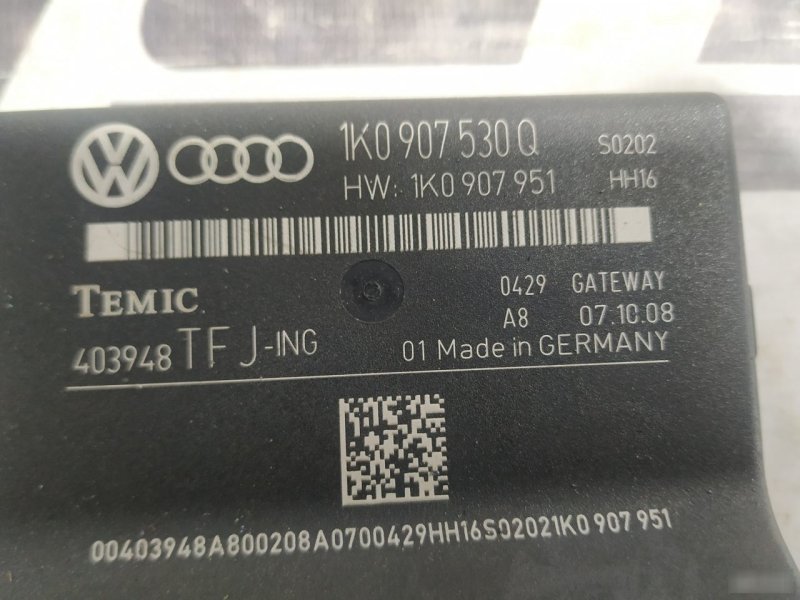 1K0 907 530 Q S0202
HW: 1K0 907 951 HH16
TEMIC 0429 GATEWAY
A8 07.10.08
403948 TFJ-ING 01 Made in GERMANY
00403948A800208A0700429HH16S02021K0 907 951